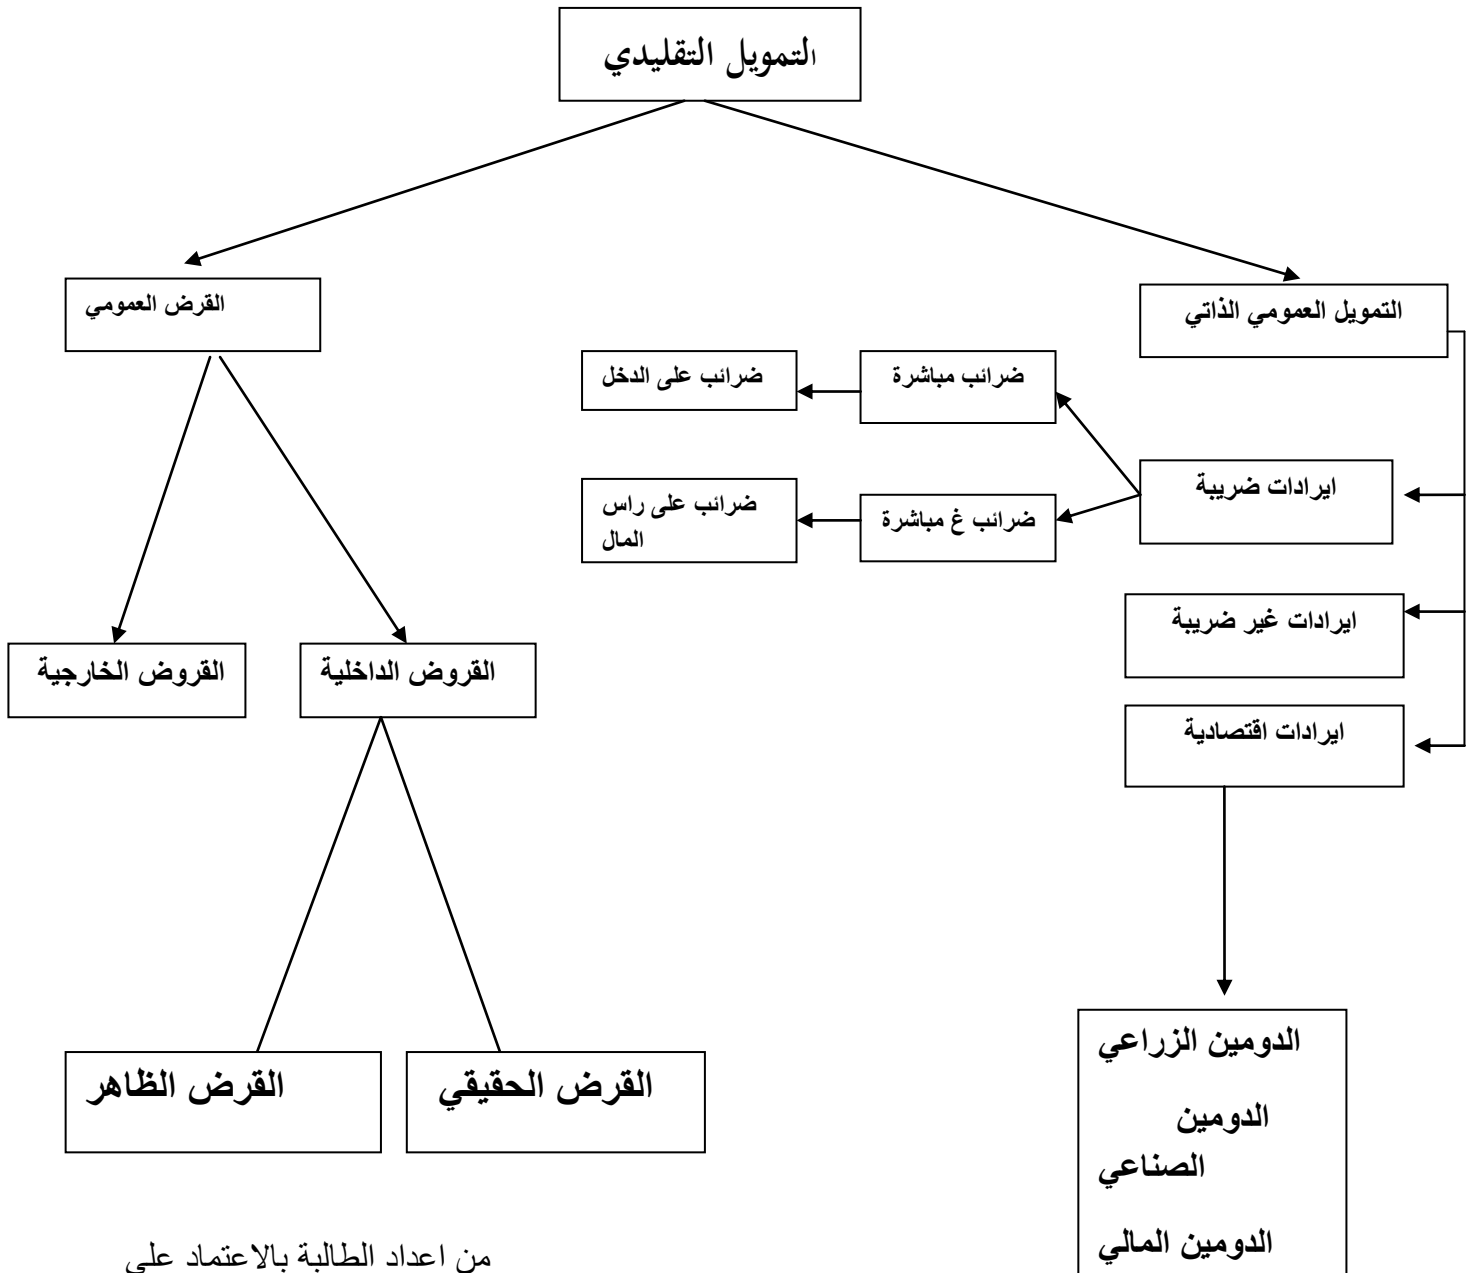 التمويل التقليدي
التمويل العمومي الذاتي
القرض العمومي
ضرائب مباشرة
ضرائب على الدخل
ايرادات ضريبة
ضرائب غ مباشرة
ضرائب على راس
المال
ايرادات غير ضريبة
ايرادات اقتصادية
القروض الداخلية
القروض الخارجية
الدومين الزراعي
الدومين
الصناعي
الدومين المالي
القرض الحقيقي
القرض الظاهر
من اعداد الطالبة بالاعتماد على